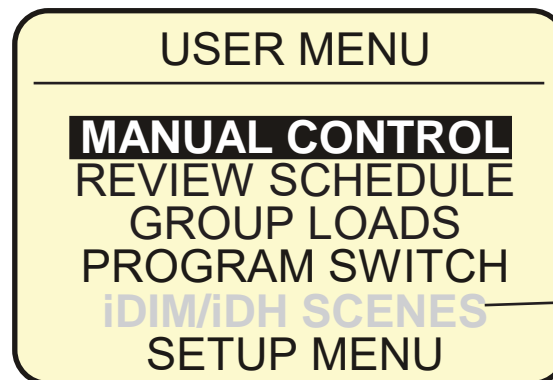 USER MENU
MANUAL CONTROL
REVIEW SCHEDULE
GROUP LOADS
PROGRAM SWITCH
iDIM/iDH SCENES
SETUP MENU